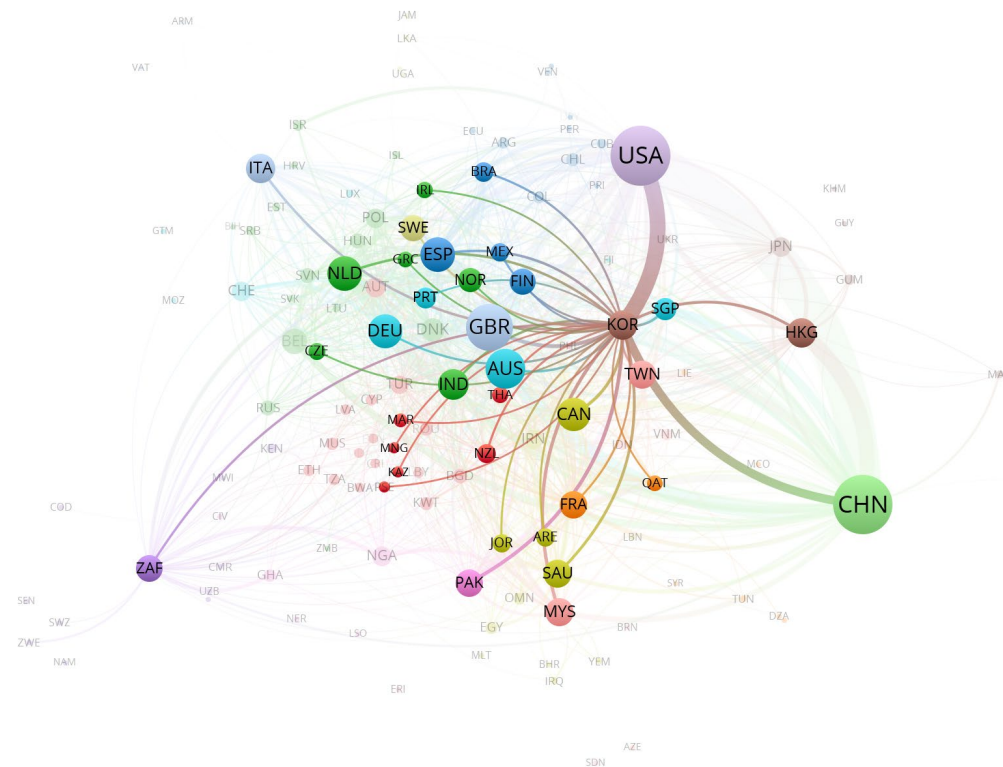 JAM
ARM
LKA
VAT
UGA
VEN
ISR
ECU
PER
ARG
CUB
USA
ISL
CHL
ITA
HRV
BRA
PRI
IRL
LUX
COL
KHM
EST
POL
GUY
SWE
SRB
GTM
HUN
UKR
JPN
MEX
ESP
GRC
FIN
NLD
SVN
NOR
GUM
AUT
CHE
PRT
SVK
MOZ
LTU
SGP
DEU
DNK
GBR
KOR
HKG
BEL
CZE
AUS
TWN
LIE
IND
TUR
THA
CYP
RUS
LVA
MAR
CAN
VNM
IRN
IDN
MUS
MNG
KEN
NZL
MCO
ETH
KAZ
TZA
BGD
MWI
BWA
QAT
KWT
FRA
CHN
COD
CIV
ARE
LBN
JOR
ZMB
NGA
ZAF
CMR
GHA
SAU
PAK
SYR
UZB
OMN
SEN
TUN
MYS
DZA
NER
SWZ
EGY
BRN
LSO
ZWE
MLT
NAM
BHR
YEM
IRQ
ERI
AZE
SDN